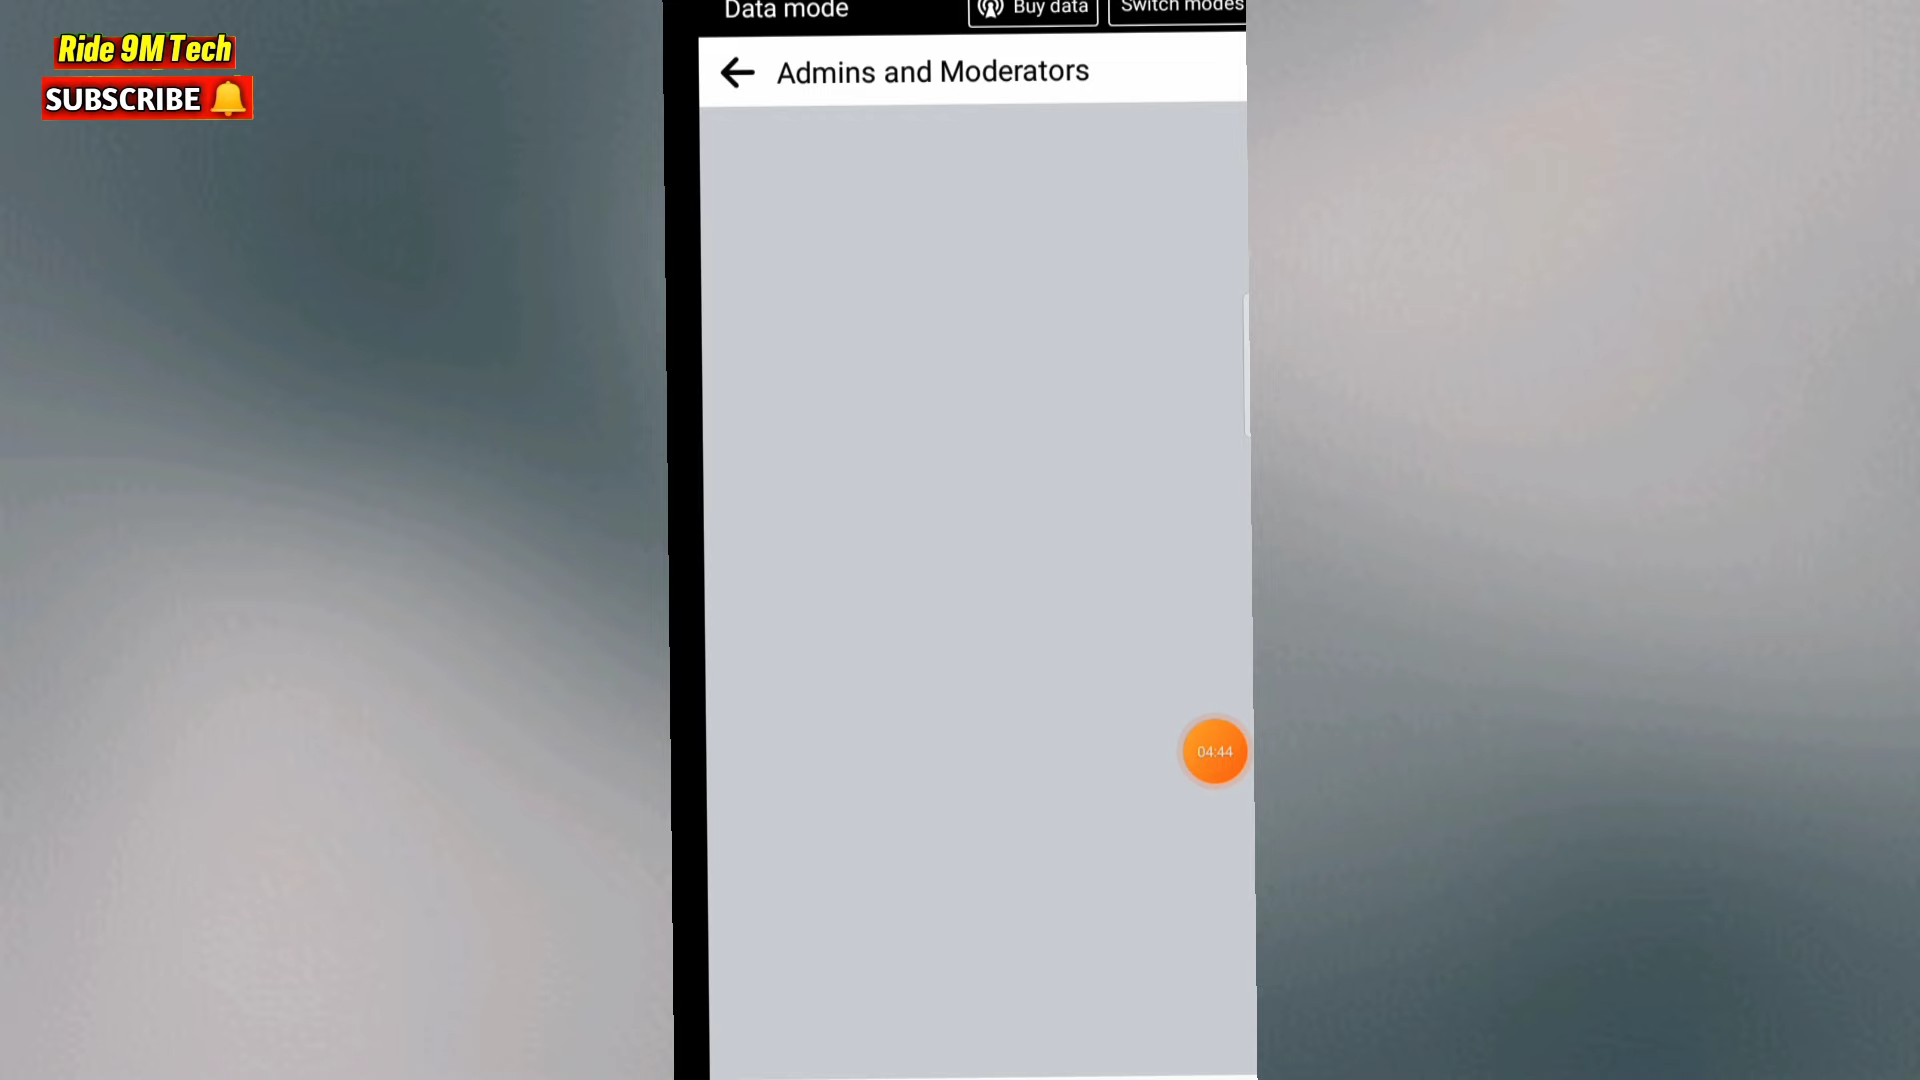 Ride 9M Tech
SUBSCRIBE
Data mode
Buy data
Switch modes
Admins and Moderators
04:44